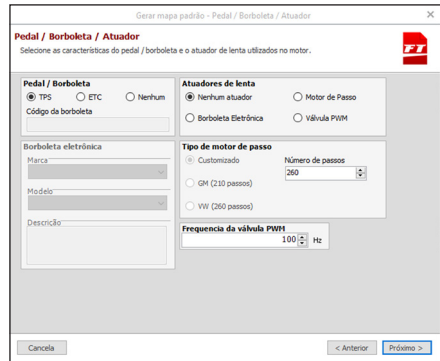 Gerar mapa padrão - Pedal / Borboleta / Atuador
Pedal / Borboleta / Atuador
Selecione as características do pedal / borboleta e o atuador de lenta utilizados no motor.
FT
Pedal / Borboleta
TPS ETC Nenhum
Código da borboleta
Atuadores de lenta
Nenhum atuador Motor de Passo
Borboleta Eletrônica Válvula PWM
Borboleta eletrônica
Marca
Modelo
Descrição
Tipo de motor de passo
Customizado Número de passos
260
GM (210 passos)
VW (260 passos)
Frequencia da válvula PWM
100 Hz
Cancela < Anterior Próximo >